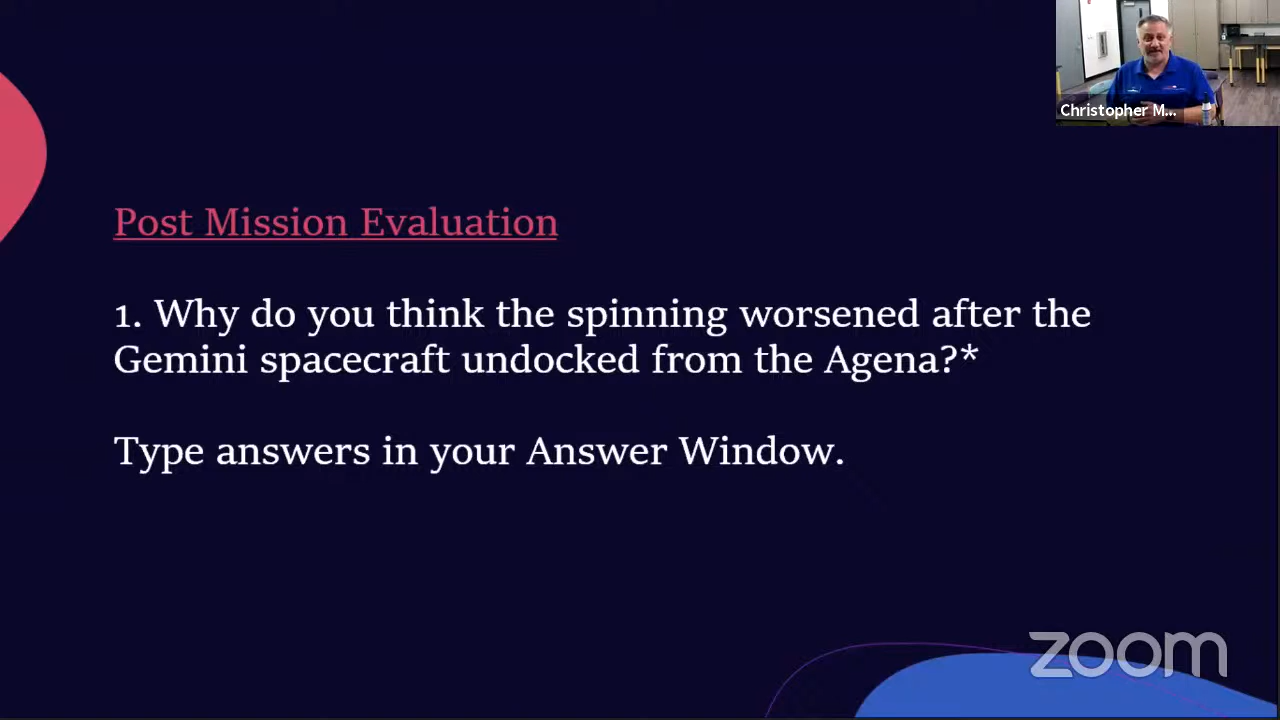 Christopher M...
Post Mission Evaluation
1. Why do you think the spinning worsened after the
Gemini spacecraft undocked from the Agena?*
Type answers in your Answer Window.
zoom